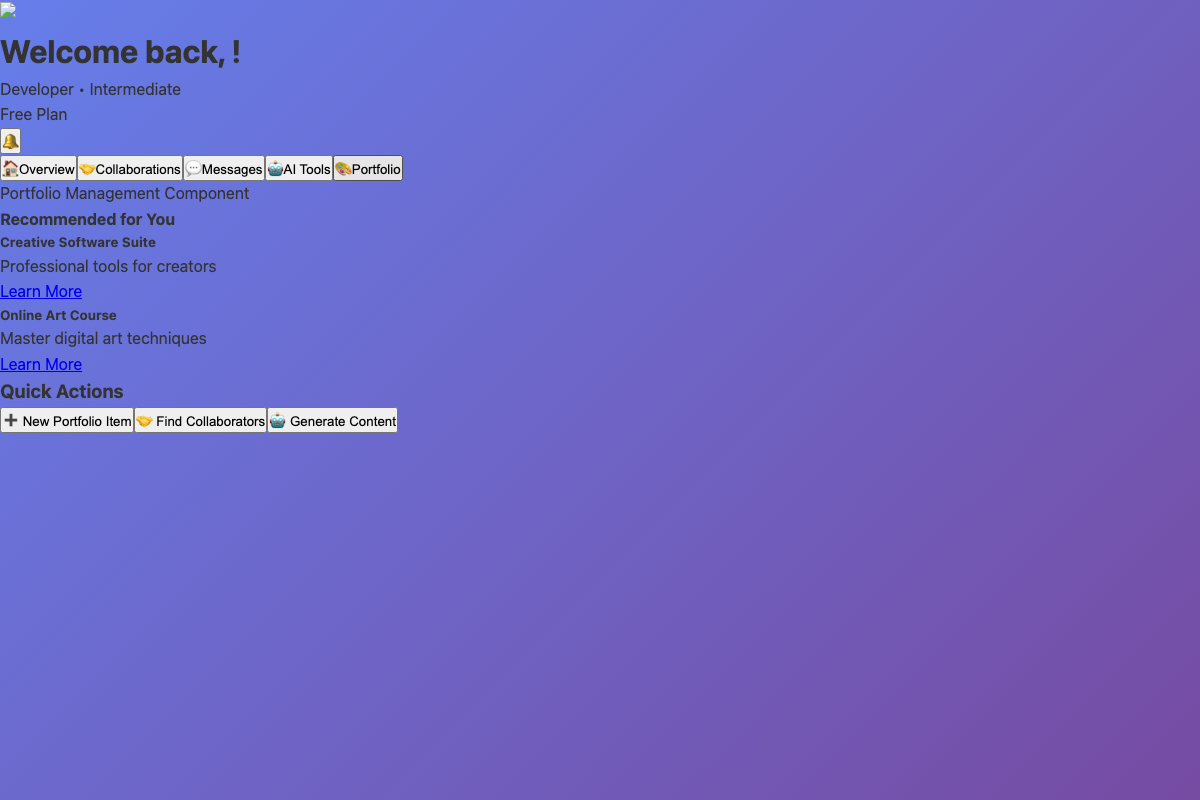 Welcome back, !
Developer • Intermediate
Free Plan
🔔
🏠Overview 🤝Collaborations 💬Messages 🤖AI Tools 🎨Portfolio
Portfolio Management Component
Recommended for You
Creative Software Suite
Professional tools for creators
Learn More
Online Art Course
Master digital art techniques
Learn More
Quick Actions
➕ New Portfolio Item 🤝 Find Collaborators 🤖 Generate Content